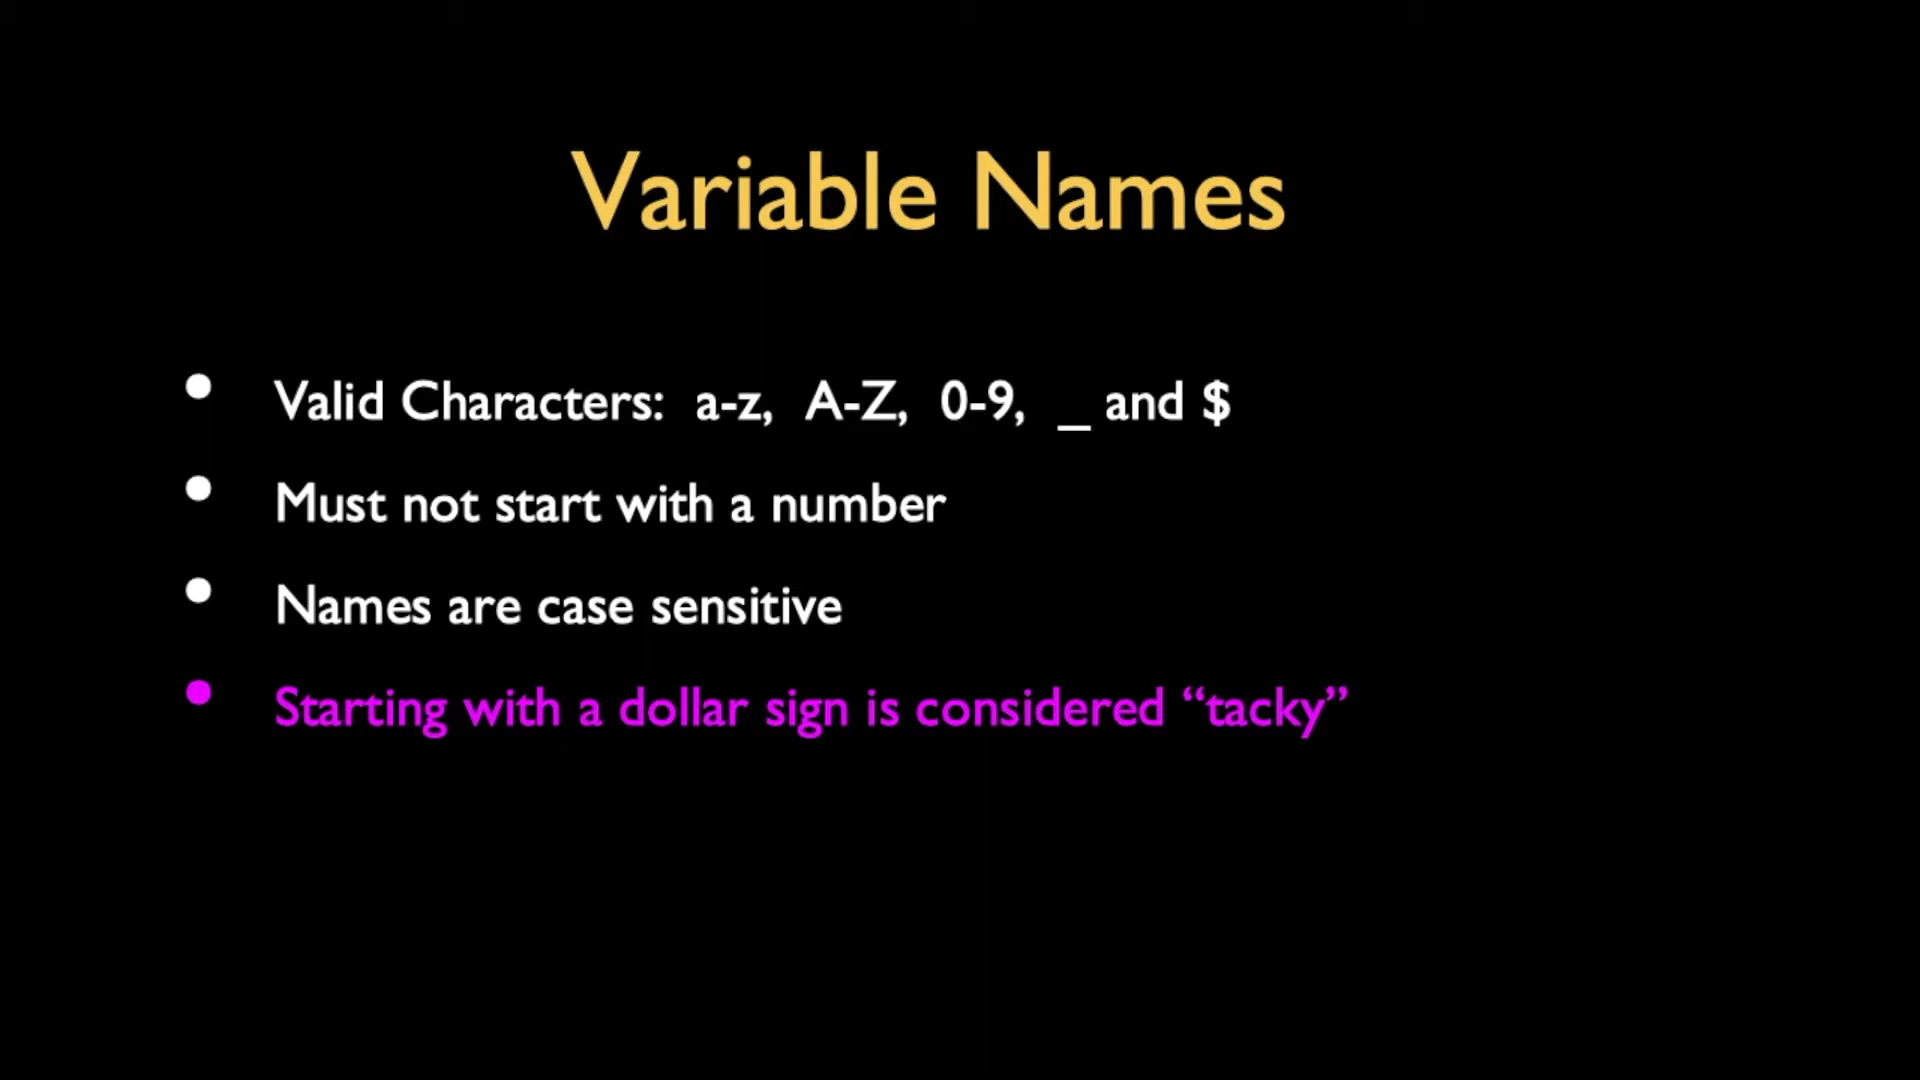 Variable Names
• Valid Characters: a-z, A-Z, 0-9, _ and $
• Must not start with a number
• Names are case sensitive
• Starting with a dollar sign is considered “tacky”